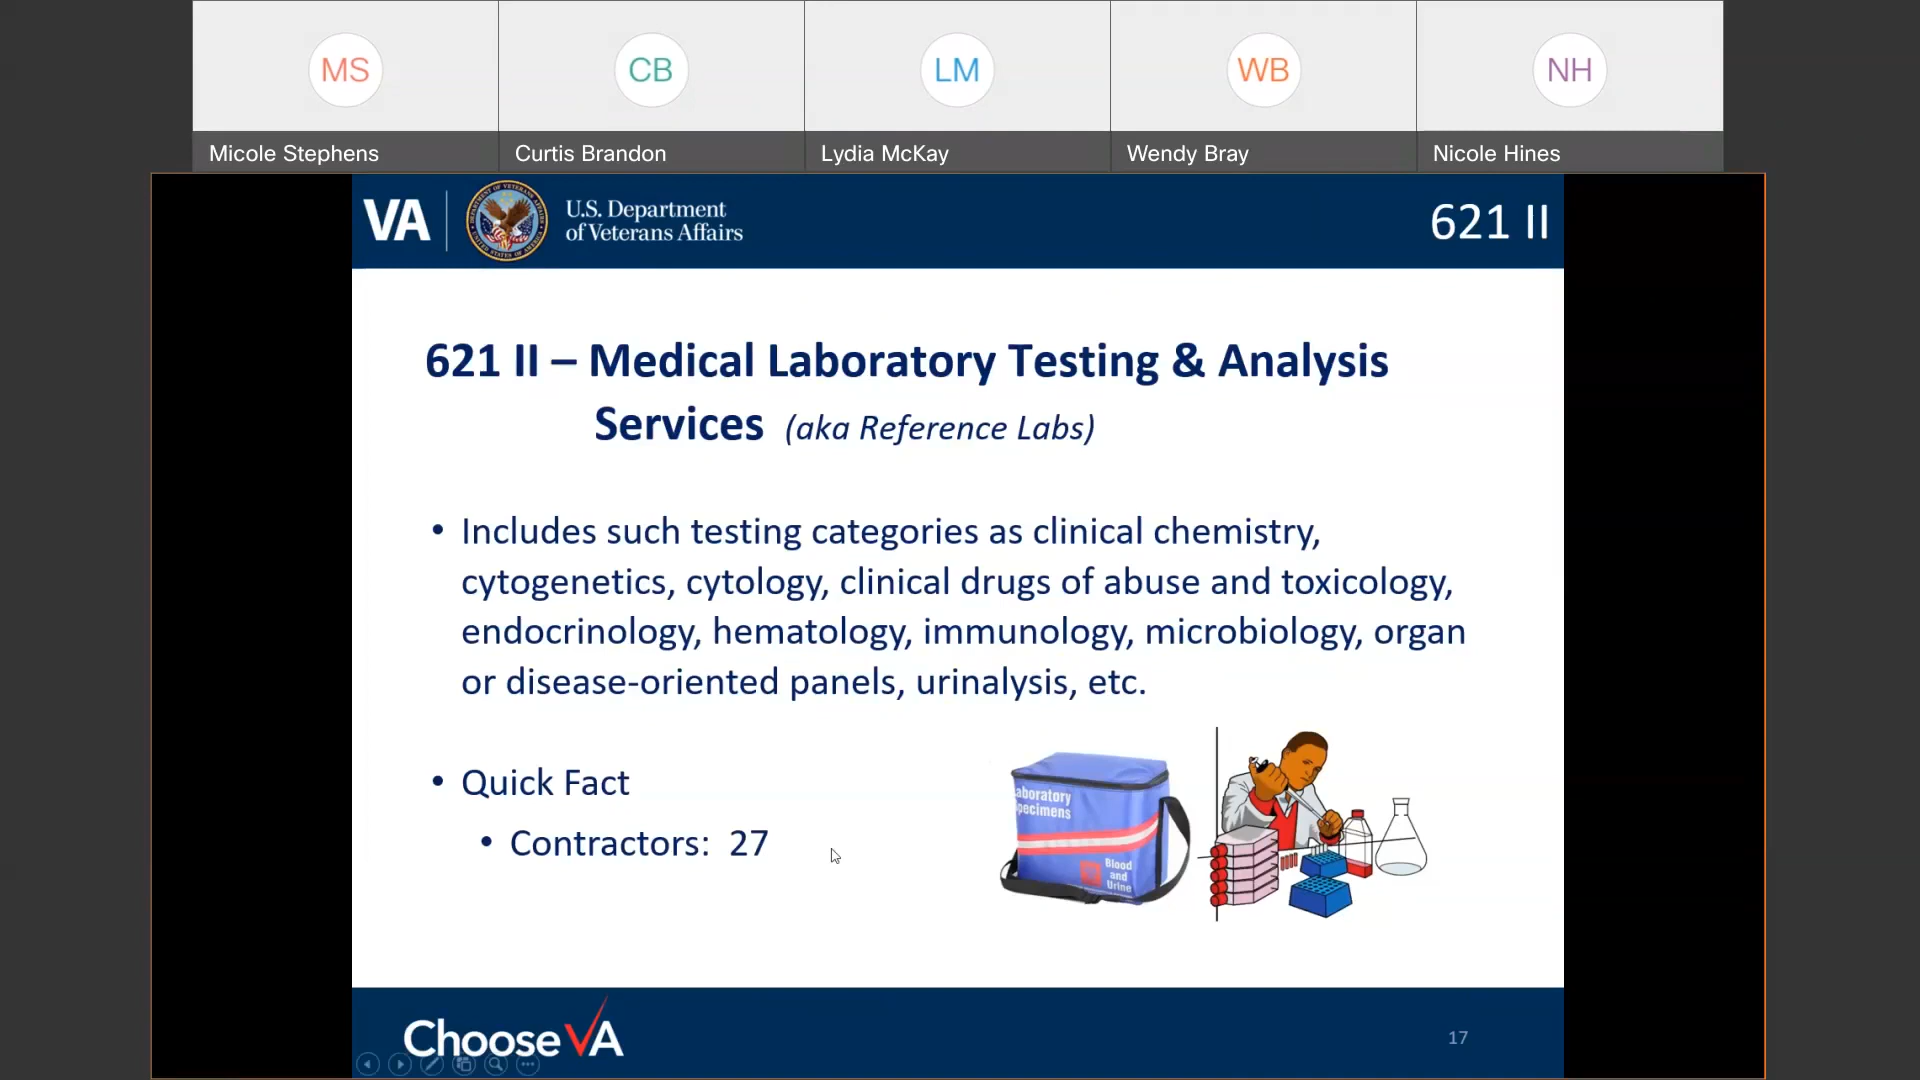 MS
CB
LM
WB
NH
Micole Stephens
Curtis Brandon
Lydia McKay
Wendy Bray
Nicole Hines
VA
U.S. Department
of Veterans Affairs
621 II
621 II – Medical Laboratory Testing & Analysis
Services (aka Reference Labs)
• Includes such testing categories as clinical chemistry,
cytogenetics, cytology, clinical drugs of abuse and toxicology,
endocrinology, hematology, immunology, microbiology, organ
or disease-oriented panels, urinalysis, etc.
• Quick Fact
• Contractors: 27
aboratory
pecimens
Blood
and
Urine
Choose VA
17